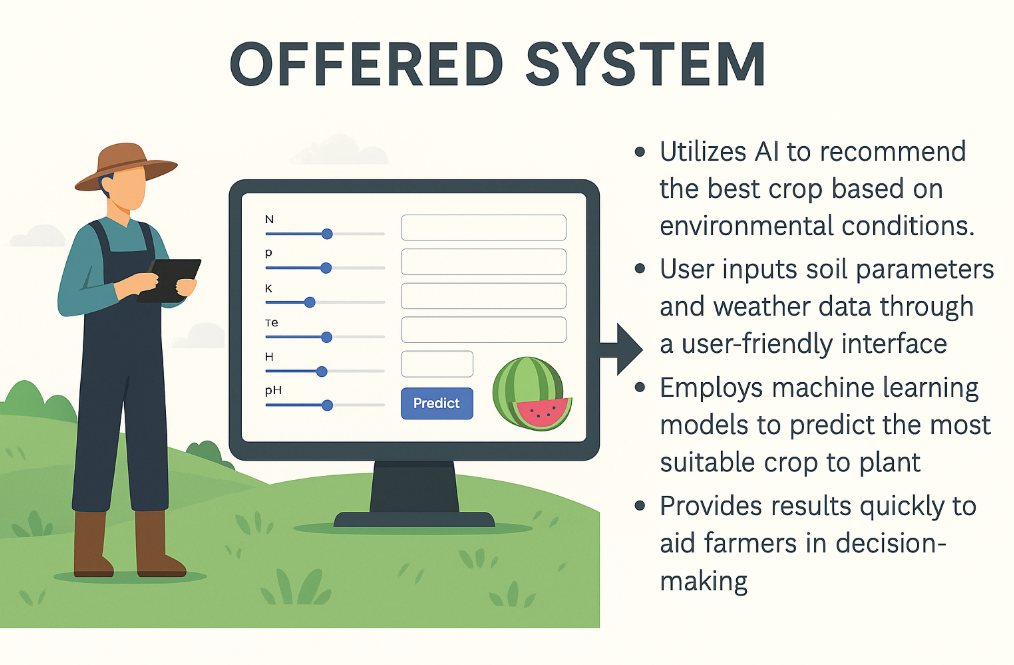 OFFERED SYSTEM
N
p
K
Te
H
pH
Predict
• Utilizes AI to recommend
the best crop based on
environmental conditions.
• User inputs soil parameters
and weather data through
a user-friendly interface
• Employs machine learning
models to predict the most
suitable crop to plant
• Provides results quickly to
aid farmers in decision-
making